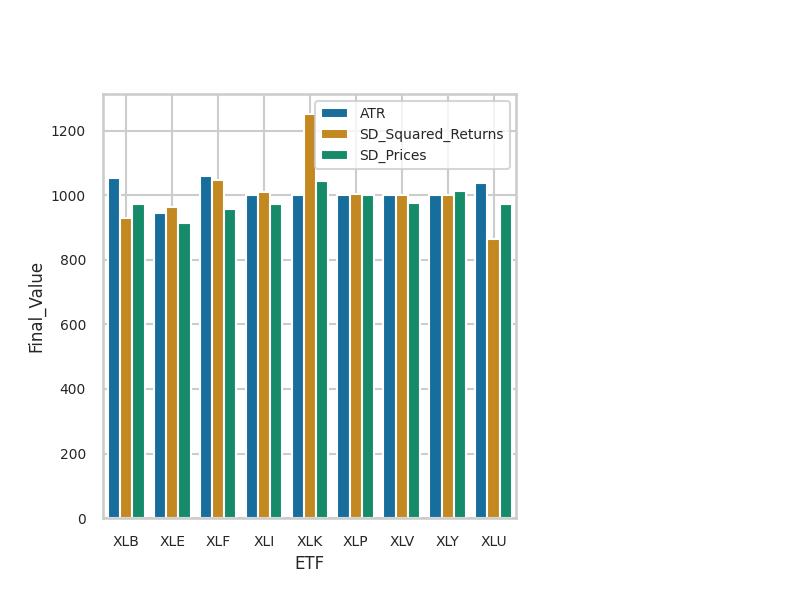 ATR
SD_Squared_Returns
SD_Prices
1200
1000
800
600
400
200
0
Final_Value
XLB XLE XLF XLI XLK XLP XLV XLY XLU
ETF